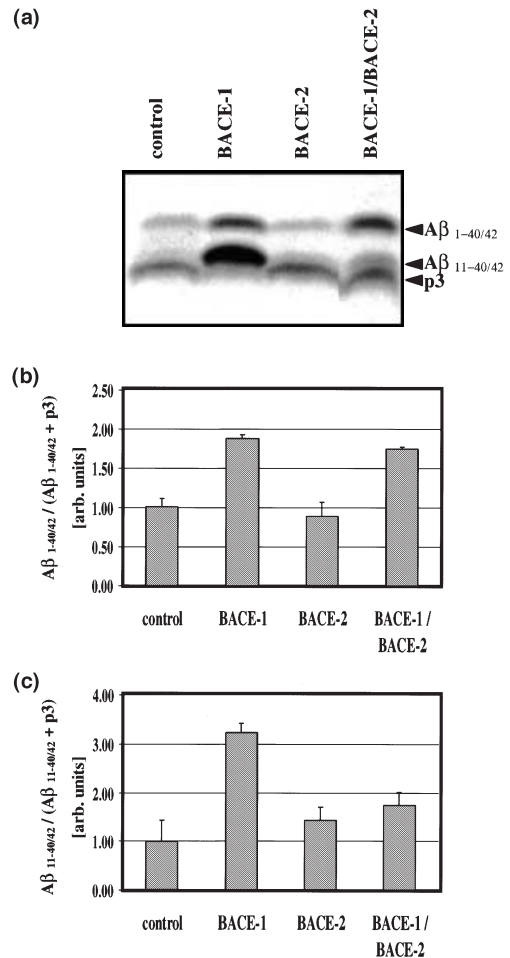 (a)
control
BACE-1
BACE-2
BACE-1/BACE-2
Aβ 1–40/42
Aβ 11–40/42
p3
(b)
Aβ 1-40/42 / (Aβ 1-40/42 + p3)
[arb. units]
2.50
2.00
1.50
1.00
0.50
0.00
control
BACE-1
BACE-2
BACE-1 /
BACE-2
(c)
Aβ 11-40/42 / (Aβ 11-40/42 + p3)
[arb. units]
4.00
3.00
2.00
1.00
0.00
control
BACE-1
BACE-2
BACE-1 /
BACE-2